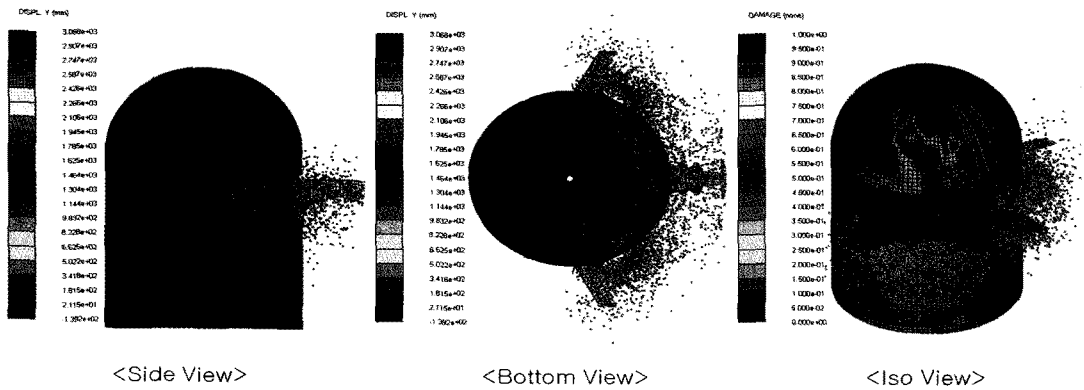 DISPL Y (mm)
3.068e+03
2.907e+03
2.747e+03
2.587e+03
2.426e+03
2.266e+03
2.106e+03
1.945e+03
1.785e+03
1.625e+03
1.464e+03
1.304e+03
1.144e+03
9.832e+02
8.228e+02
6.625e+02
5.022e+02
3.418e+02
1.815e+02
2.115e+01
-1.392e+02
<Side View>
DISPL Y (mm)
3.068e+03
2.907e+03
2.747e+03
2.587e+03
2.426e+03
2.266e+03
2.106e+03
1.945e+03
1.785e+03
1.625e+03
1.464e+03
1.304e+03
1.144e+03
9.832e+02
8.228e+02
6.625e+02
5.022e+02
3.418e+02
1.815e+02
2.115e+01
-1.392e+02
<Bottom View>
DAMAGE (none)
1.000e+00
9.500e-01
9.000e-01
8.500e-01
8.000e-01
7.500e-01
7.000e-01
6.500e-01
6.000e-01
5.500e-01
5.000e-01
4.500e-01
4.000e-01
3.500e-01
3.000e-01
2.500e-01
2.000e-01
1.500e-01
1.000e-01
5.000e-02
0.000e+00
<Iso View>